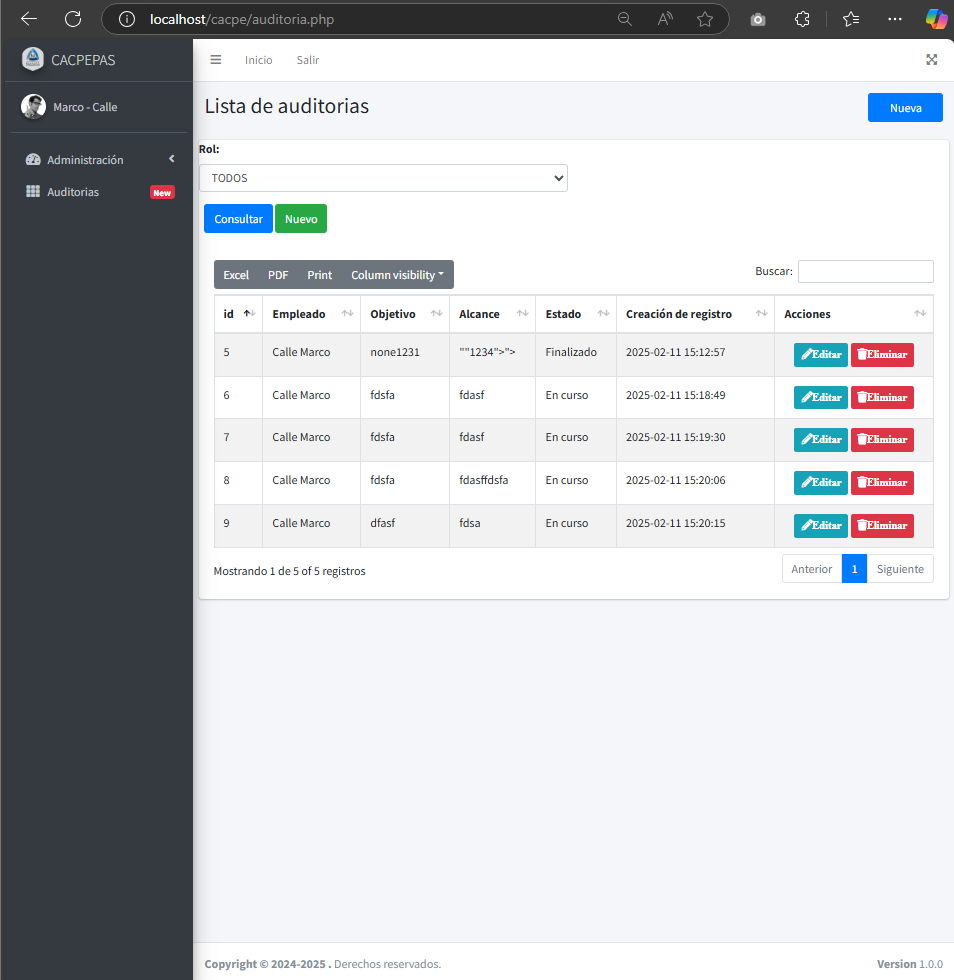 localhost/cacpe/auditoria.php
CACPEPAS
Inicio Salir
Marco - Calle
Administración
Auditorias New
Lista de auditorias
Nueva
Rol:
TODOS
Consultar Nuevo
Excel PDF Print Column visibility
Buscar:
id Empleado Objetivo Alcance Estado Creación de registro Acciones
5 Calle Marco none1231 ""1234">"> Finalizado 2025-02-11 15:12:57 Editar Eliminar
6 Calle Marco fdsfa fdasf En curso 2025-02-11 15:18:49 Editar Eliminar
7 Calle Marco fdsfa fdasf En curso 2025-02-11 15:19:30 Editar Eliminar
8 Calle Marco fdsfa fdasffdsfa En curso 2025-02-11 15:20:06 Editar Eliminar
9 Calle Marco dfasf fdsa En curso 2025-02-11 15:20:15 Editar Eliminar
Mostrando 1 de 5 of 5 registros
Anterior 1 Siguiente
Copyright © 2024-2025 . Derechos reservados.
Version 1.0.0